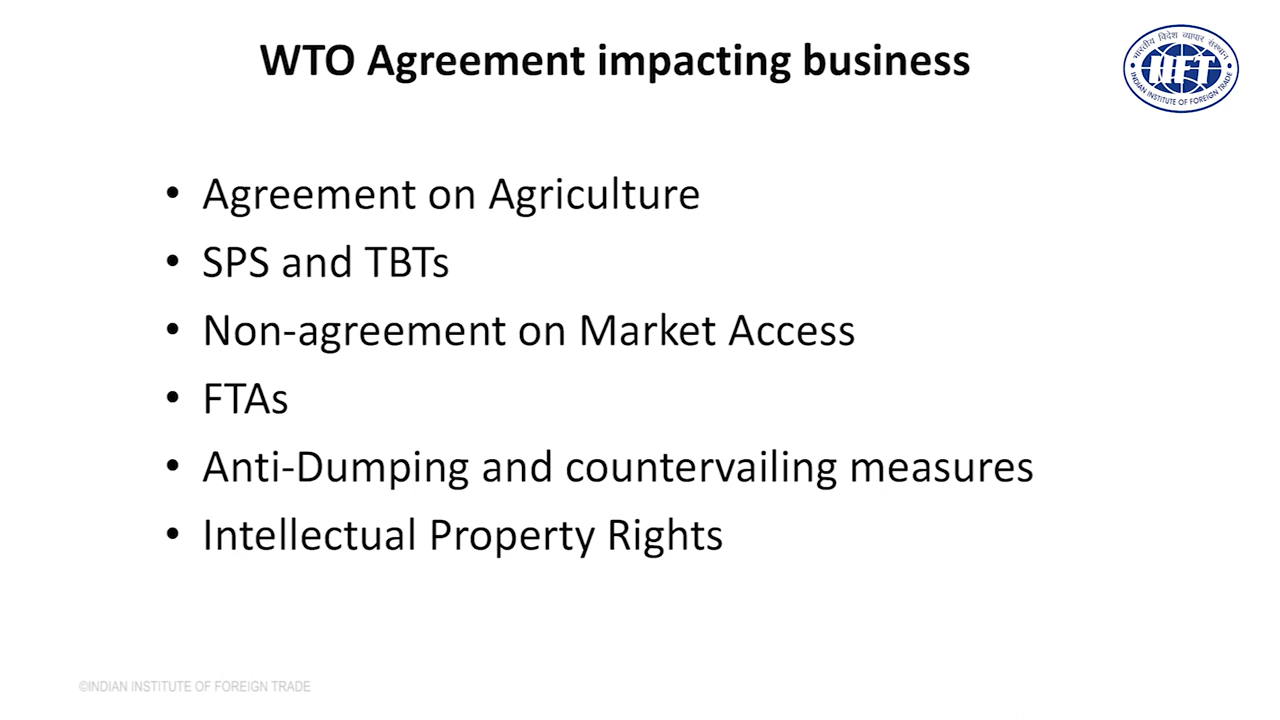 WTO Agreement impacting business
भारतीय विदेश व्यापार संस्थान
IIFT
INDIAN INSTITUTE OF FOREIGN TRADE
• Agreement on Agriculture
• SPS and TBTs
• Non-agreement on Market Access
• FTAs
• Anti-Dumping and countervailing measures
• Intellectual Property Rights
©INDIAN INSTITUTE OF FOREIGN TRADE